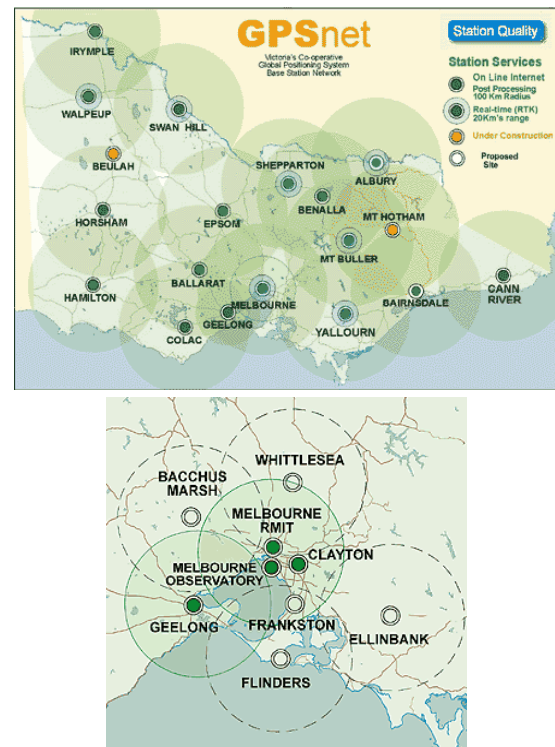 GPSnet
Victoria's Co-operative
Global Positioning System
Base Station Network
Station Quality
Station Services
On Line Internet
Post Processing
100 Km Radius
Real-time (RTK)
20Km's range
Under Construction
Proposed
Site
IRYMPLE
WALPEUP
SWAN HILL
BEULAH
SHEPPARTON
ALBURY
BENALLA
HORSHAM
EPSOM
MT HOTHAM
MT BULLER
HAMILTON
BALLARAT
MELBOURNE
GEELONG
COLAC
YALLOURN
BAIRNSDALE
CANN
RIVER
WHITTLESEA
BACCHUS
MARSH
MELBOURNE
RMIT
CLAYTON
MELBOURNE
OBSERVATORY
GEELONG
FRANKSTON
ELLINBANK
FLINDERS